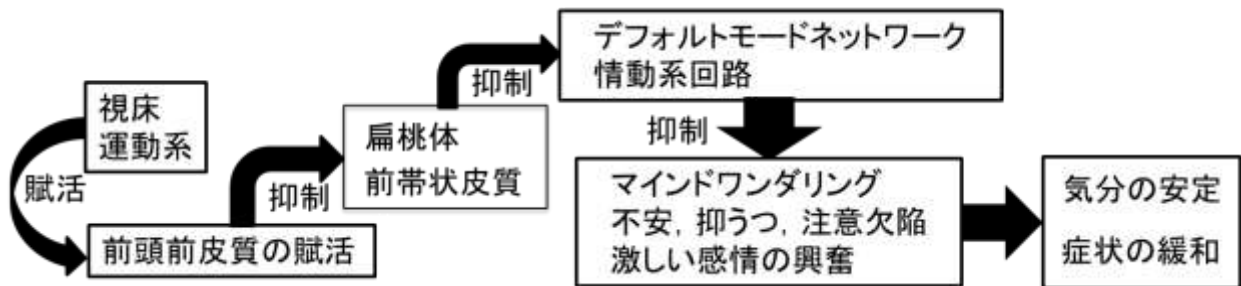 視床
運動系
賦活
前頭前皮質の賦活
抑制
扁桃体
前帯状皮質
抑制
デフォルトモードネットワーク
情動系回路
抑制
マインドワンダリング
不安, 抑うつ, 注意欠陥
激しい感情の興奮
気分の安定
症状の緩和